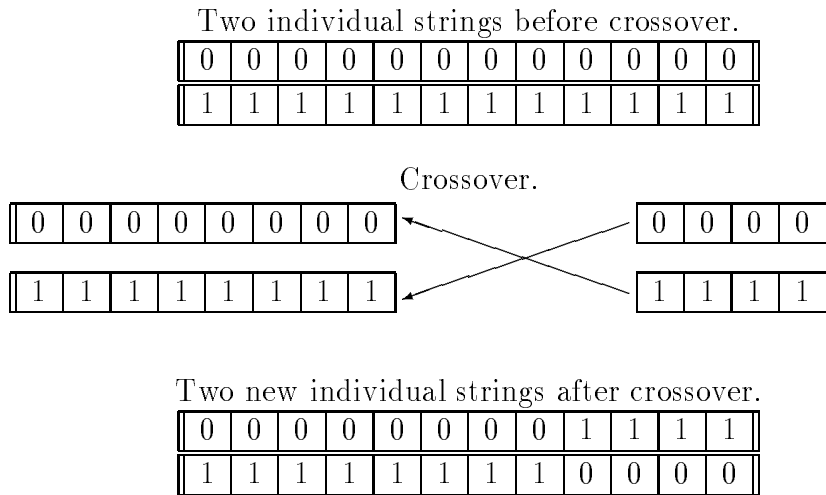 Two individual strings before crossover.
0 0 0 0 0 0 0 0 0 0 0 0
1 1 1 1 1 1 1 1 1 1 1 1
Crossover.
0 0 0 0 0 0 0 0 0 0 0 0
1 1 1 1 1 1 1 1 1 1 1 1
Two new individual strings after crossover.
0 0 0 0 0 0 0 0 1 1 1 1
1 1 1 1 1 1 1 1 0 0 0 0